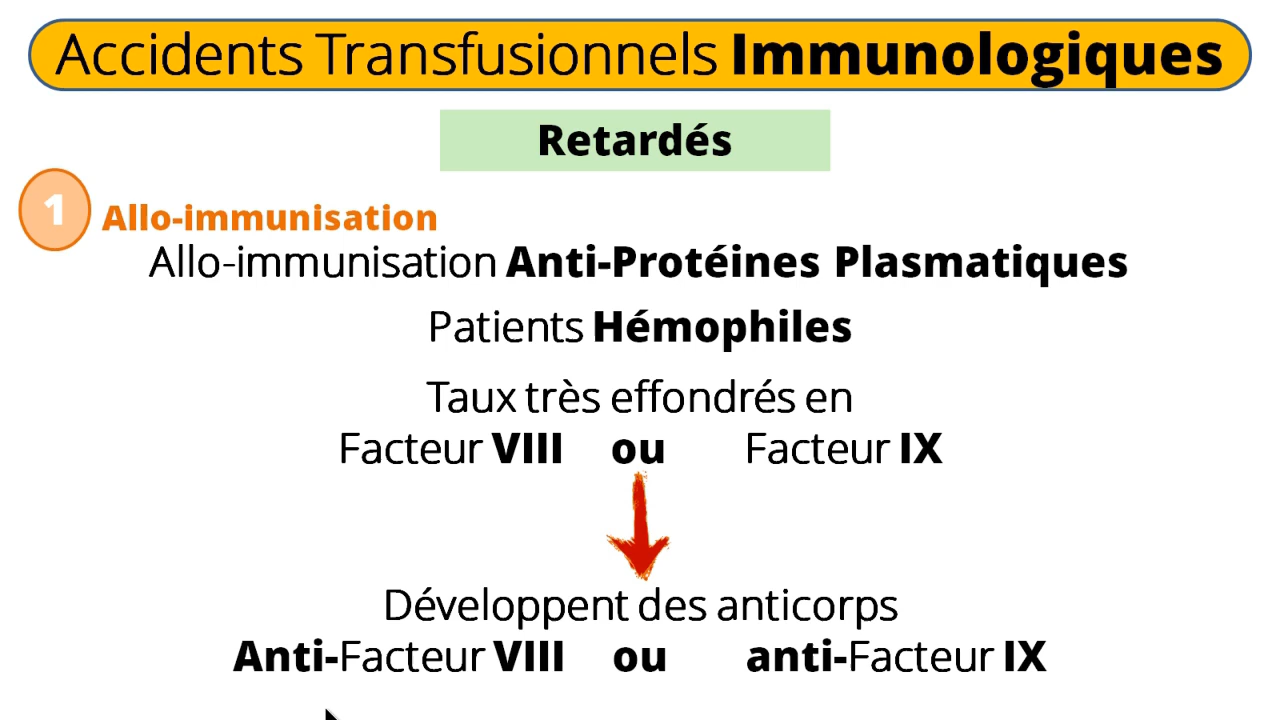 Accidents Transfusionnels Immunologiques
Retardés
1
Allo-immunisation
Allo-immunisation Anti-Protéines Plasmatiques
Patients Hémophiles
Taux très effondrés en
Facteur VIII ou Facteur IX
Développent des anticorps
Anti-Facteur VIII ou anti-Facteur IX